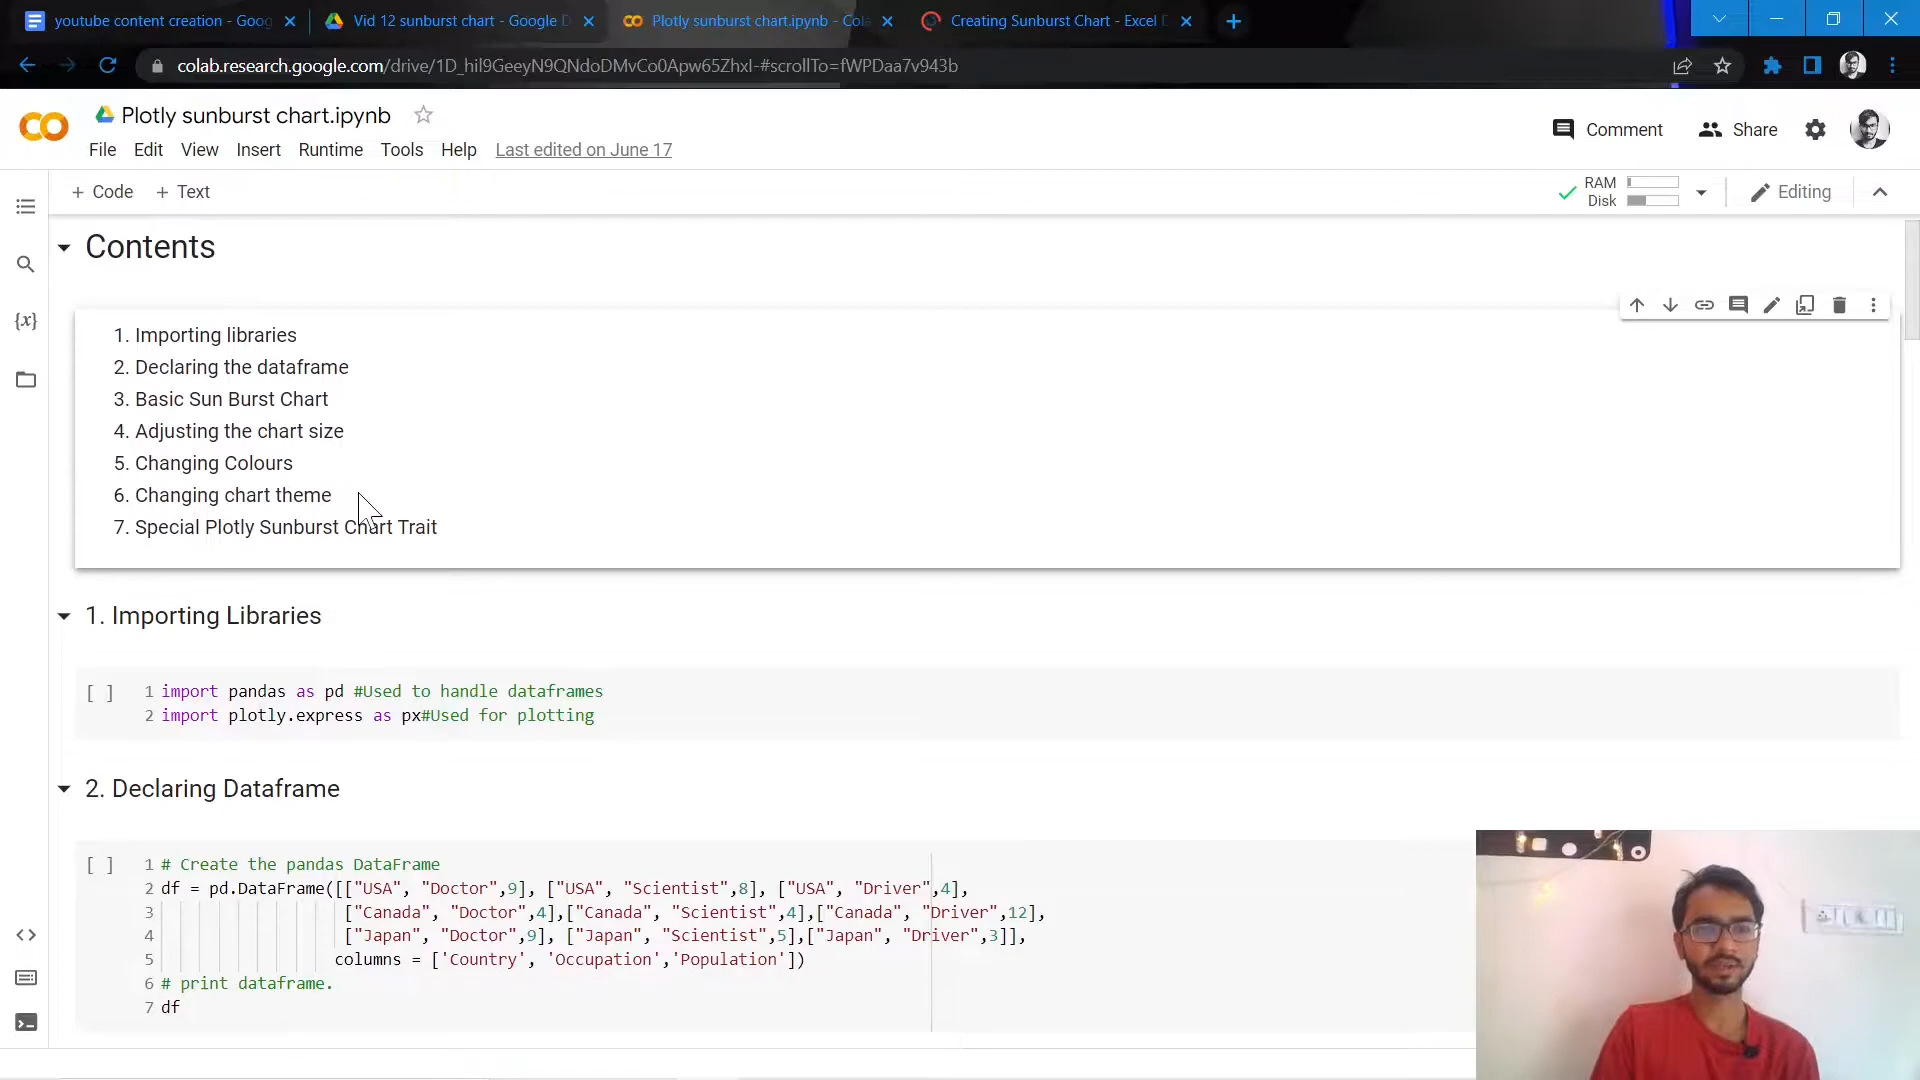 youtube content creation - Goog
Vid 12 sunburst chart - Google D
Plotly sunburst chart.ipynb - Cola
Creating Sunburst Chart - Excel D
colab.research.google.com/drive/1D_hil9GeeyN9QNdoDMvCo0Apw65ZhxI-#scrollTo=fWPDaa7v943b
Plotly sunburst chart.ipynb
Comment
Share
File Edit View Insert Runtime Tools Help Last edited on June 17
+ Code + Text
RAM
Disk
Editing
Contents
1. Importing libraries
2. Declaring the dataframe
3. Basic Sun Burst Chart
4. Adjusting the chart size
5. Changing Colours
6. Changing chart theme
7. Special Plotly Sunburst Chart Trait
1. Importing Libraries
[ ] 1 import pandas as pd #Used to handle dataframes
2 import plotly.express as px#Used for plotting
2. Declaring Dataframe
[ ] 1 # Create the pandas DataFrame
2 df = pd.DataFrame([["USA", "Doctor",9], ["USA", "Scientist",8], ["USA", "Driver",4],
3 ["Canada", "Doctor",4],["Canada", "Scientist",4],["Canada", "Driver",12],
4 ["Japan", "Doctor",9], ["Japan", "Scientist",5],["Japan", "Driver",3]],
5 columns = ['Country', 'Occupation','Population'])
6 # print dataframe.
7 df